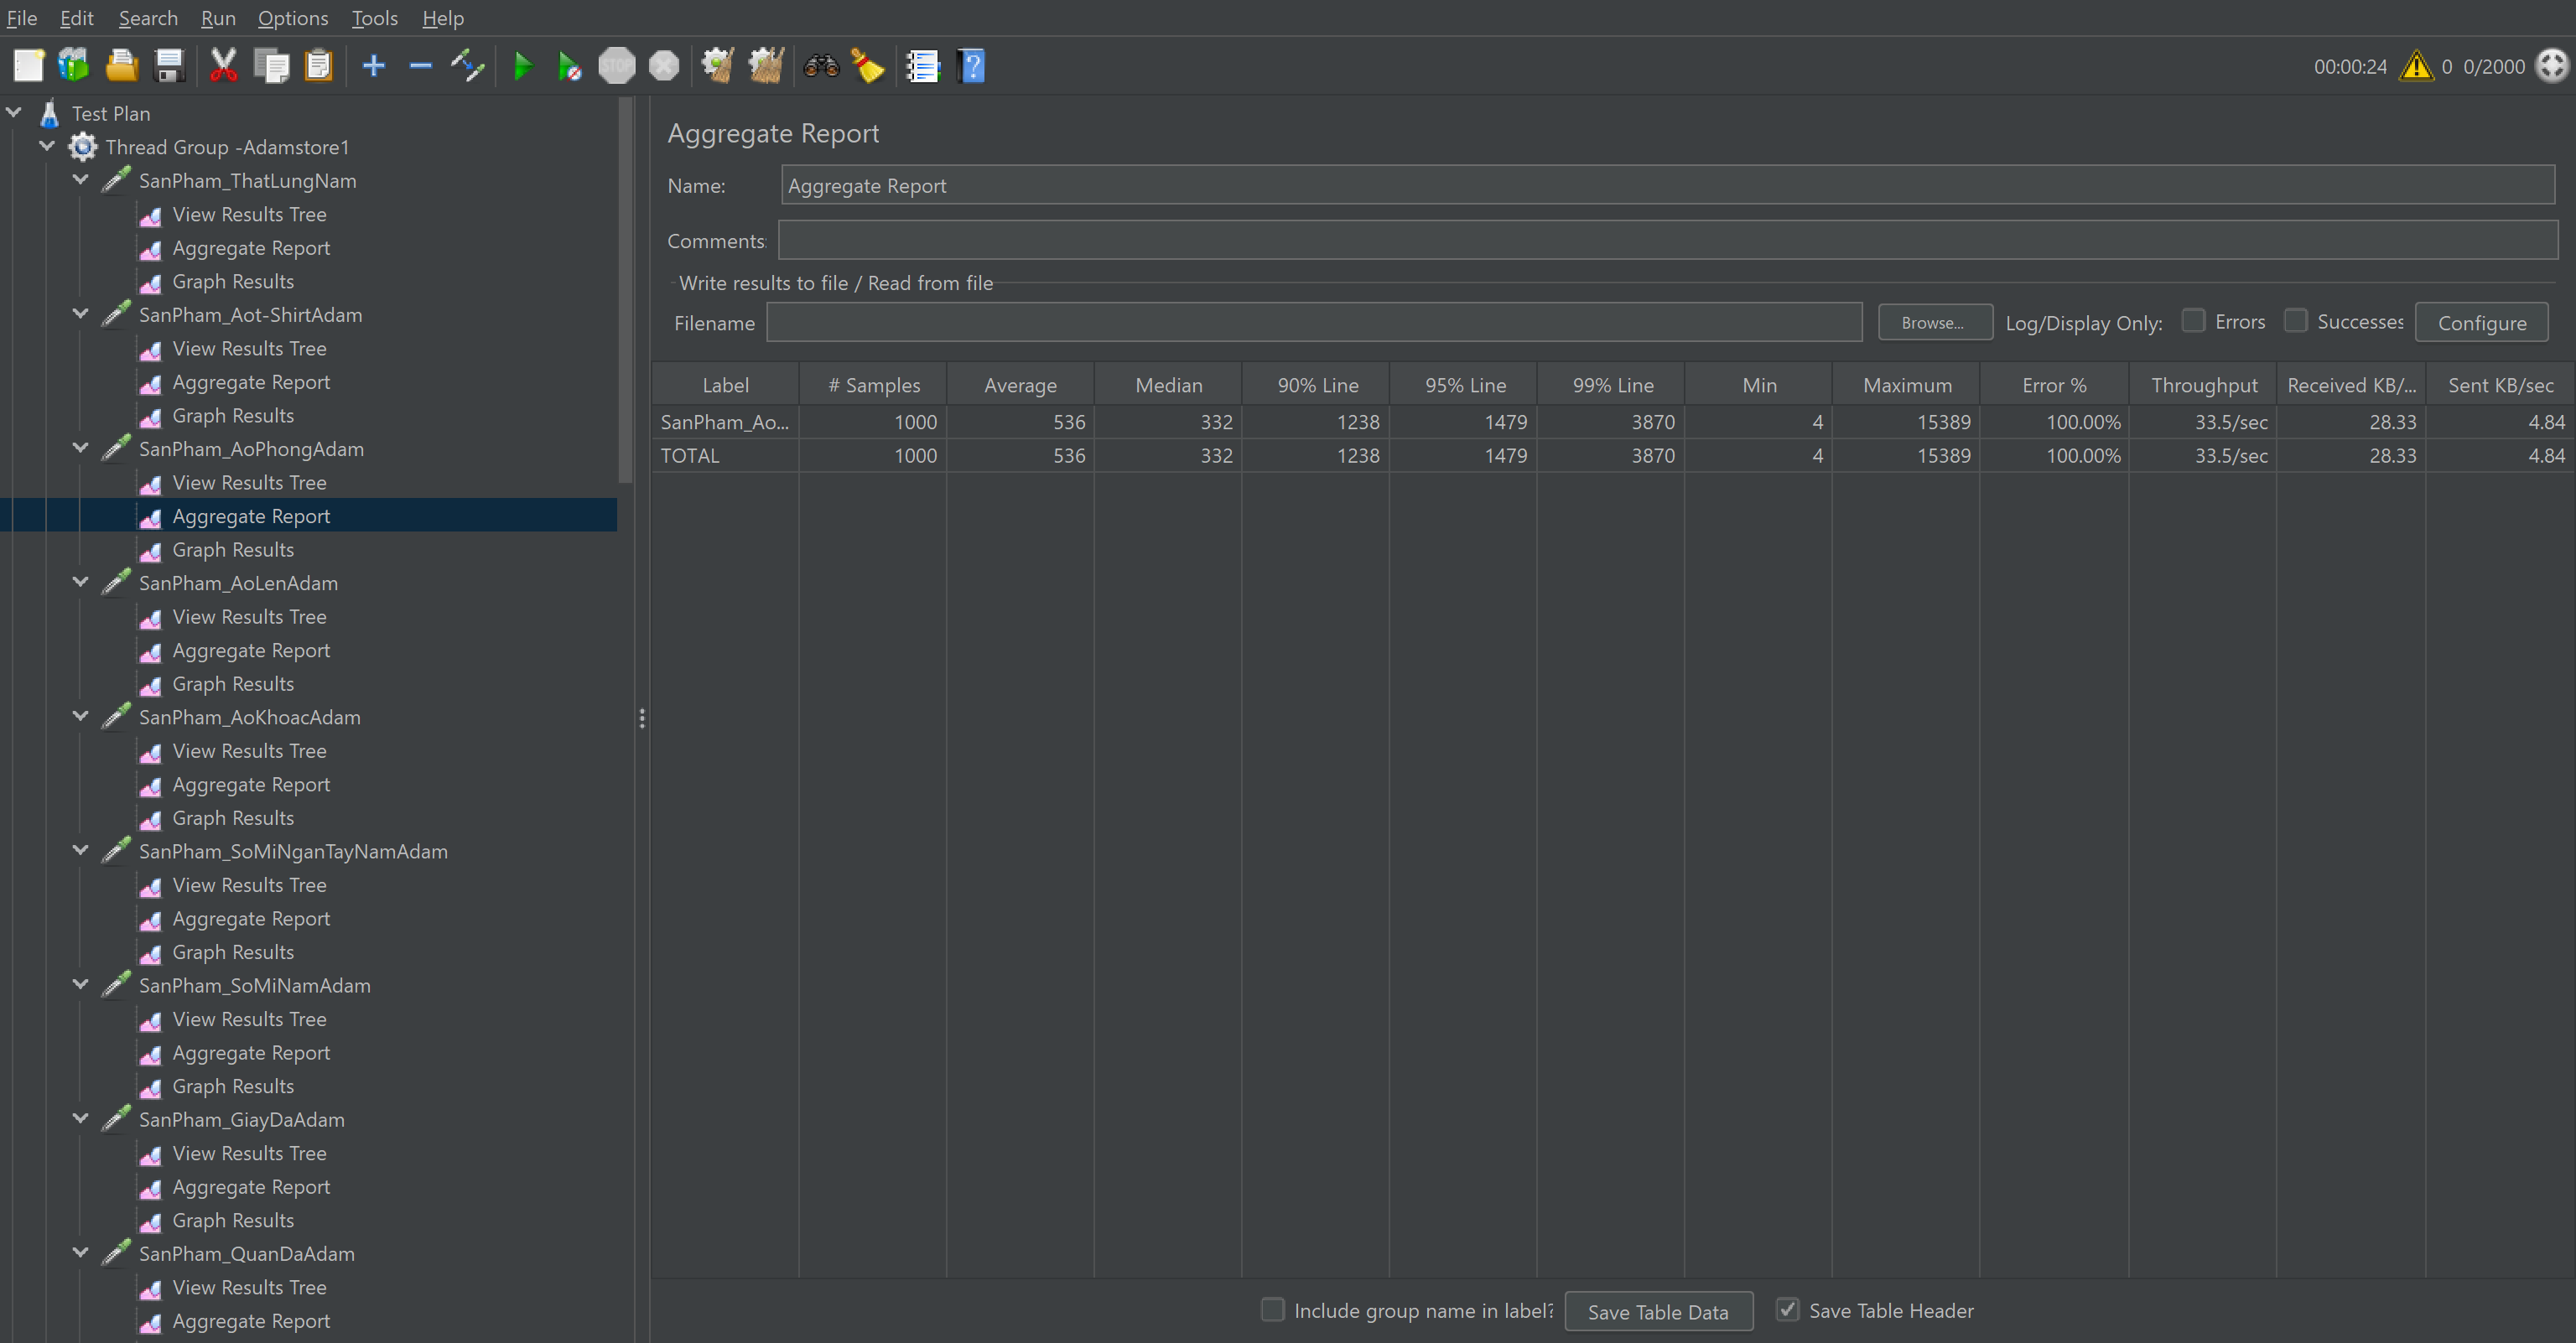 File Edit Search Run Options Tools Help
STOP
00:00:24 0 0/2000
Test Plan
Thread Group -Adamstore1
SanPham_ThatLungNam
View Results Tree
Aggregate Report
Graph Results
SanPham_Aot-ShirtAdam
View Results Tree
Aggregate Report
Graph Results
SanPham_AoPhongAdam
View Results Tree
Aggregate Report
Graph Results
SanPham_AoLenAdam
View Results Tree
Aggregate Report
Graph Results
SanPham_AoKhoacAdam
View Results Tree
Aggregate Report
Graph Results
SanPham_SoMiNganTayNamAdam
View Results Tree
Aggregate Report
Graph Results
SanPham_SoMiNamAdam
View Results Tree
Aggregate Report
Graph Results
SanPham_GiayDaAdam
View Results Tree
Aggregate Report
Graph Results
SanPham_QuanDaAdam
View Results Tree
Aggregate Report
Aggregate Report
Name: Aggregate Report
Comments:
Write results to file / Read from file
Filename Browse... Log/Display Only: Errors Successes Configure
Label # Samples Average Median 90% Line 95% Line 99% Line Min Maximum Error % Throughput Received KB/... Sent KB/sec
SanPham_Ao... 1000 536 332 1238 1479 3870 4 15389 100.00% 33.5/sec 28.33 4.84
TOTAL 1000 536 332 1238 1479 3870 4 15389 100.00% 33.5/sec 28.33 4.84
Include group name in label? Save Table Data Save Table Header